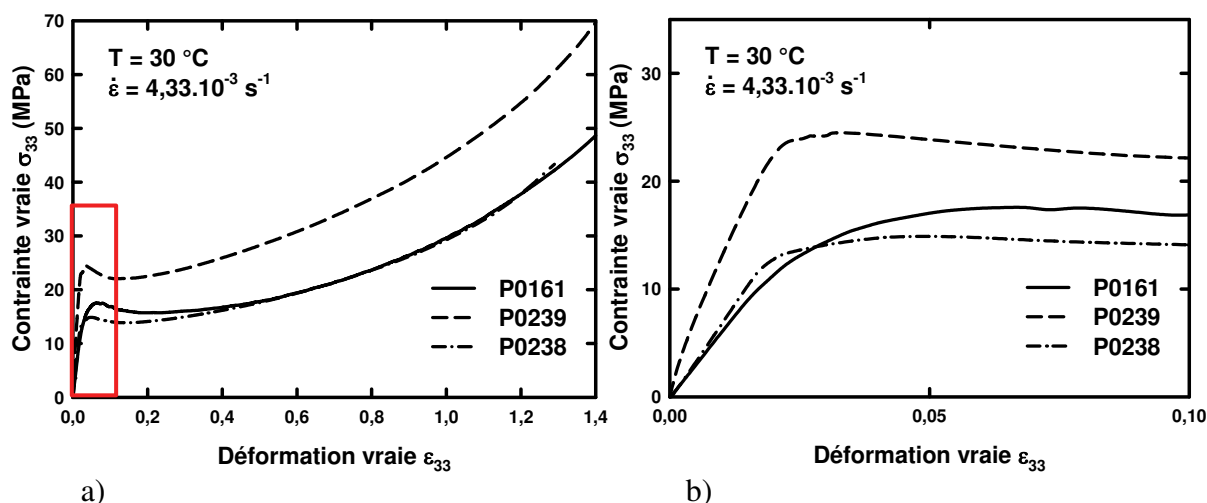 70
60
50
40
30
20
10
0
Contrainte vraie σ33 (MPa)
T = 30 °C
ε̇ = 4,33.10-3 s-1
P0161
P0239
P0238
0,0 0,2 0,4 0,6 0,8 1,0 1,2 1,4
Déformation vraie ε33
a)
30
20
10
0
Contrainte vraie σ33 (MPa)
T = 30 °C
ε̇ = 4,33.10-3 s-1
P0161
P0239
P0238
0,00 0,05 0,10
Déformation vraie ε33
b)